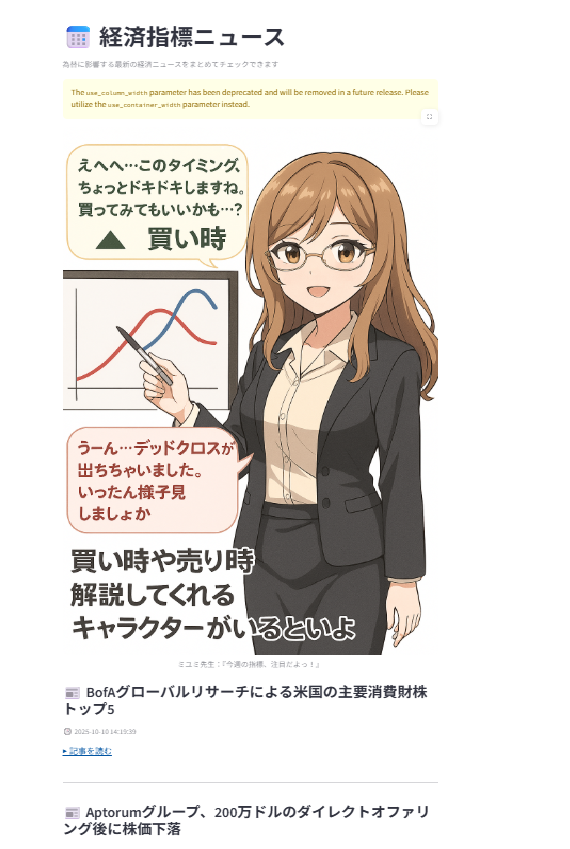 経済指標ニュース
為替に影響する最新の経済ニュースをまとめてチェックできます
The use_column_width parameter has been deprecated and will be removed in a future release. Please
utilize the use_container_width parameter instead.
えへへ…このタイミング、
ちょっとドキドキしますね。
買ってみてもいいかも…?
▲ 買い時
うーん…デッドクロスが
出ちちゃいました。
いったん様子見
しましょか
買い時や売り時
解説してくれる
キャラクターがいるといよ
ミユミ先生：「今週の指標、注目だよっ！」
BofAグローバルリサーチによる米国の主要消費財株
トップ5
▸ 記事を読む
Aptorumグループ、200万ドルのダイレクトオファリ
ング後に株価下落